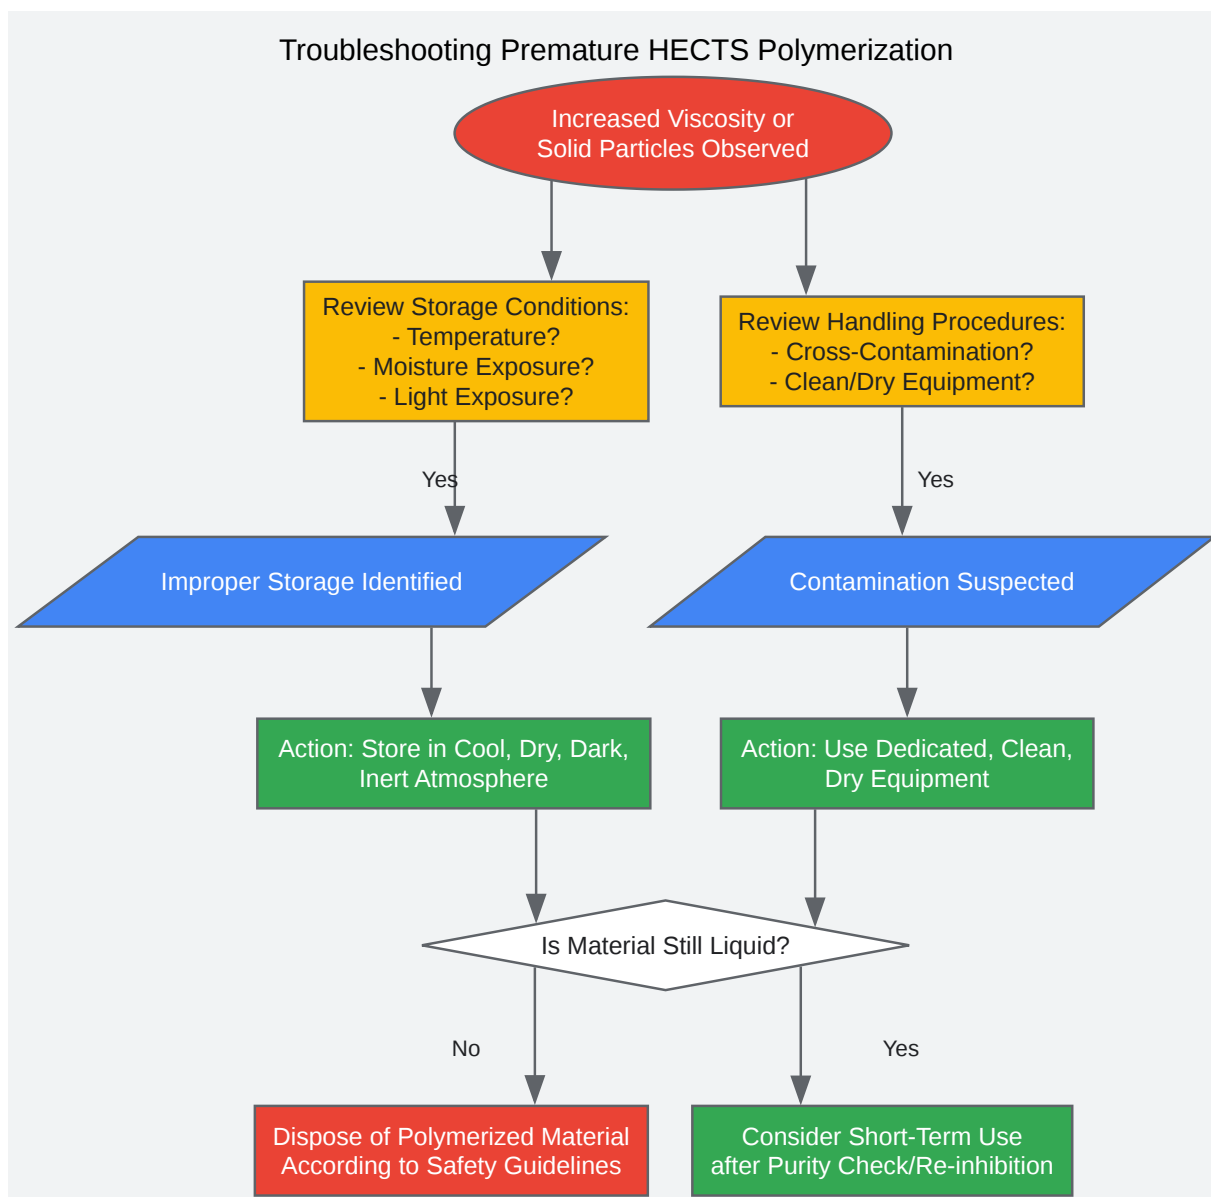 Troubleshooting Premature HECTS Polymerization
Increased Viscosity or
Solid Particles Observed
Review Storage Conditions:
- Temperature?
- Moisture Exposure?
- Light Exposure?
Review Handling Procedures:
- Cross-Contamination?
- Clean/Dry Equipment?
Yes
Yes
Improper Storage Identified
Contamination Suspected
Action: Store in Cool, Dry, Dark,
Inert Atmosphere
Action: Use Dedicated, Clean,
Dry Equipment
Is Material Still Liquid?
No
Yes
Dispose of Polymerized Material
According to Safety Guidelines
Consider Short-Term Use
after Purity Check/Re-inhibition